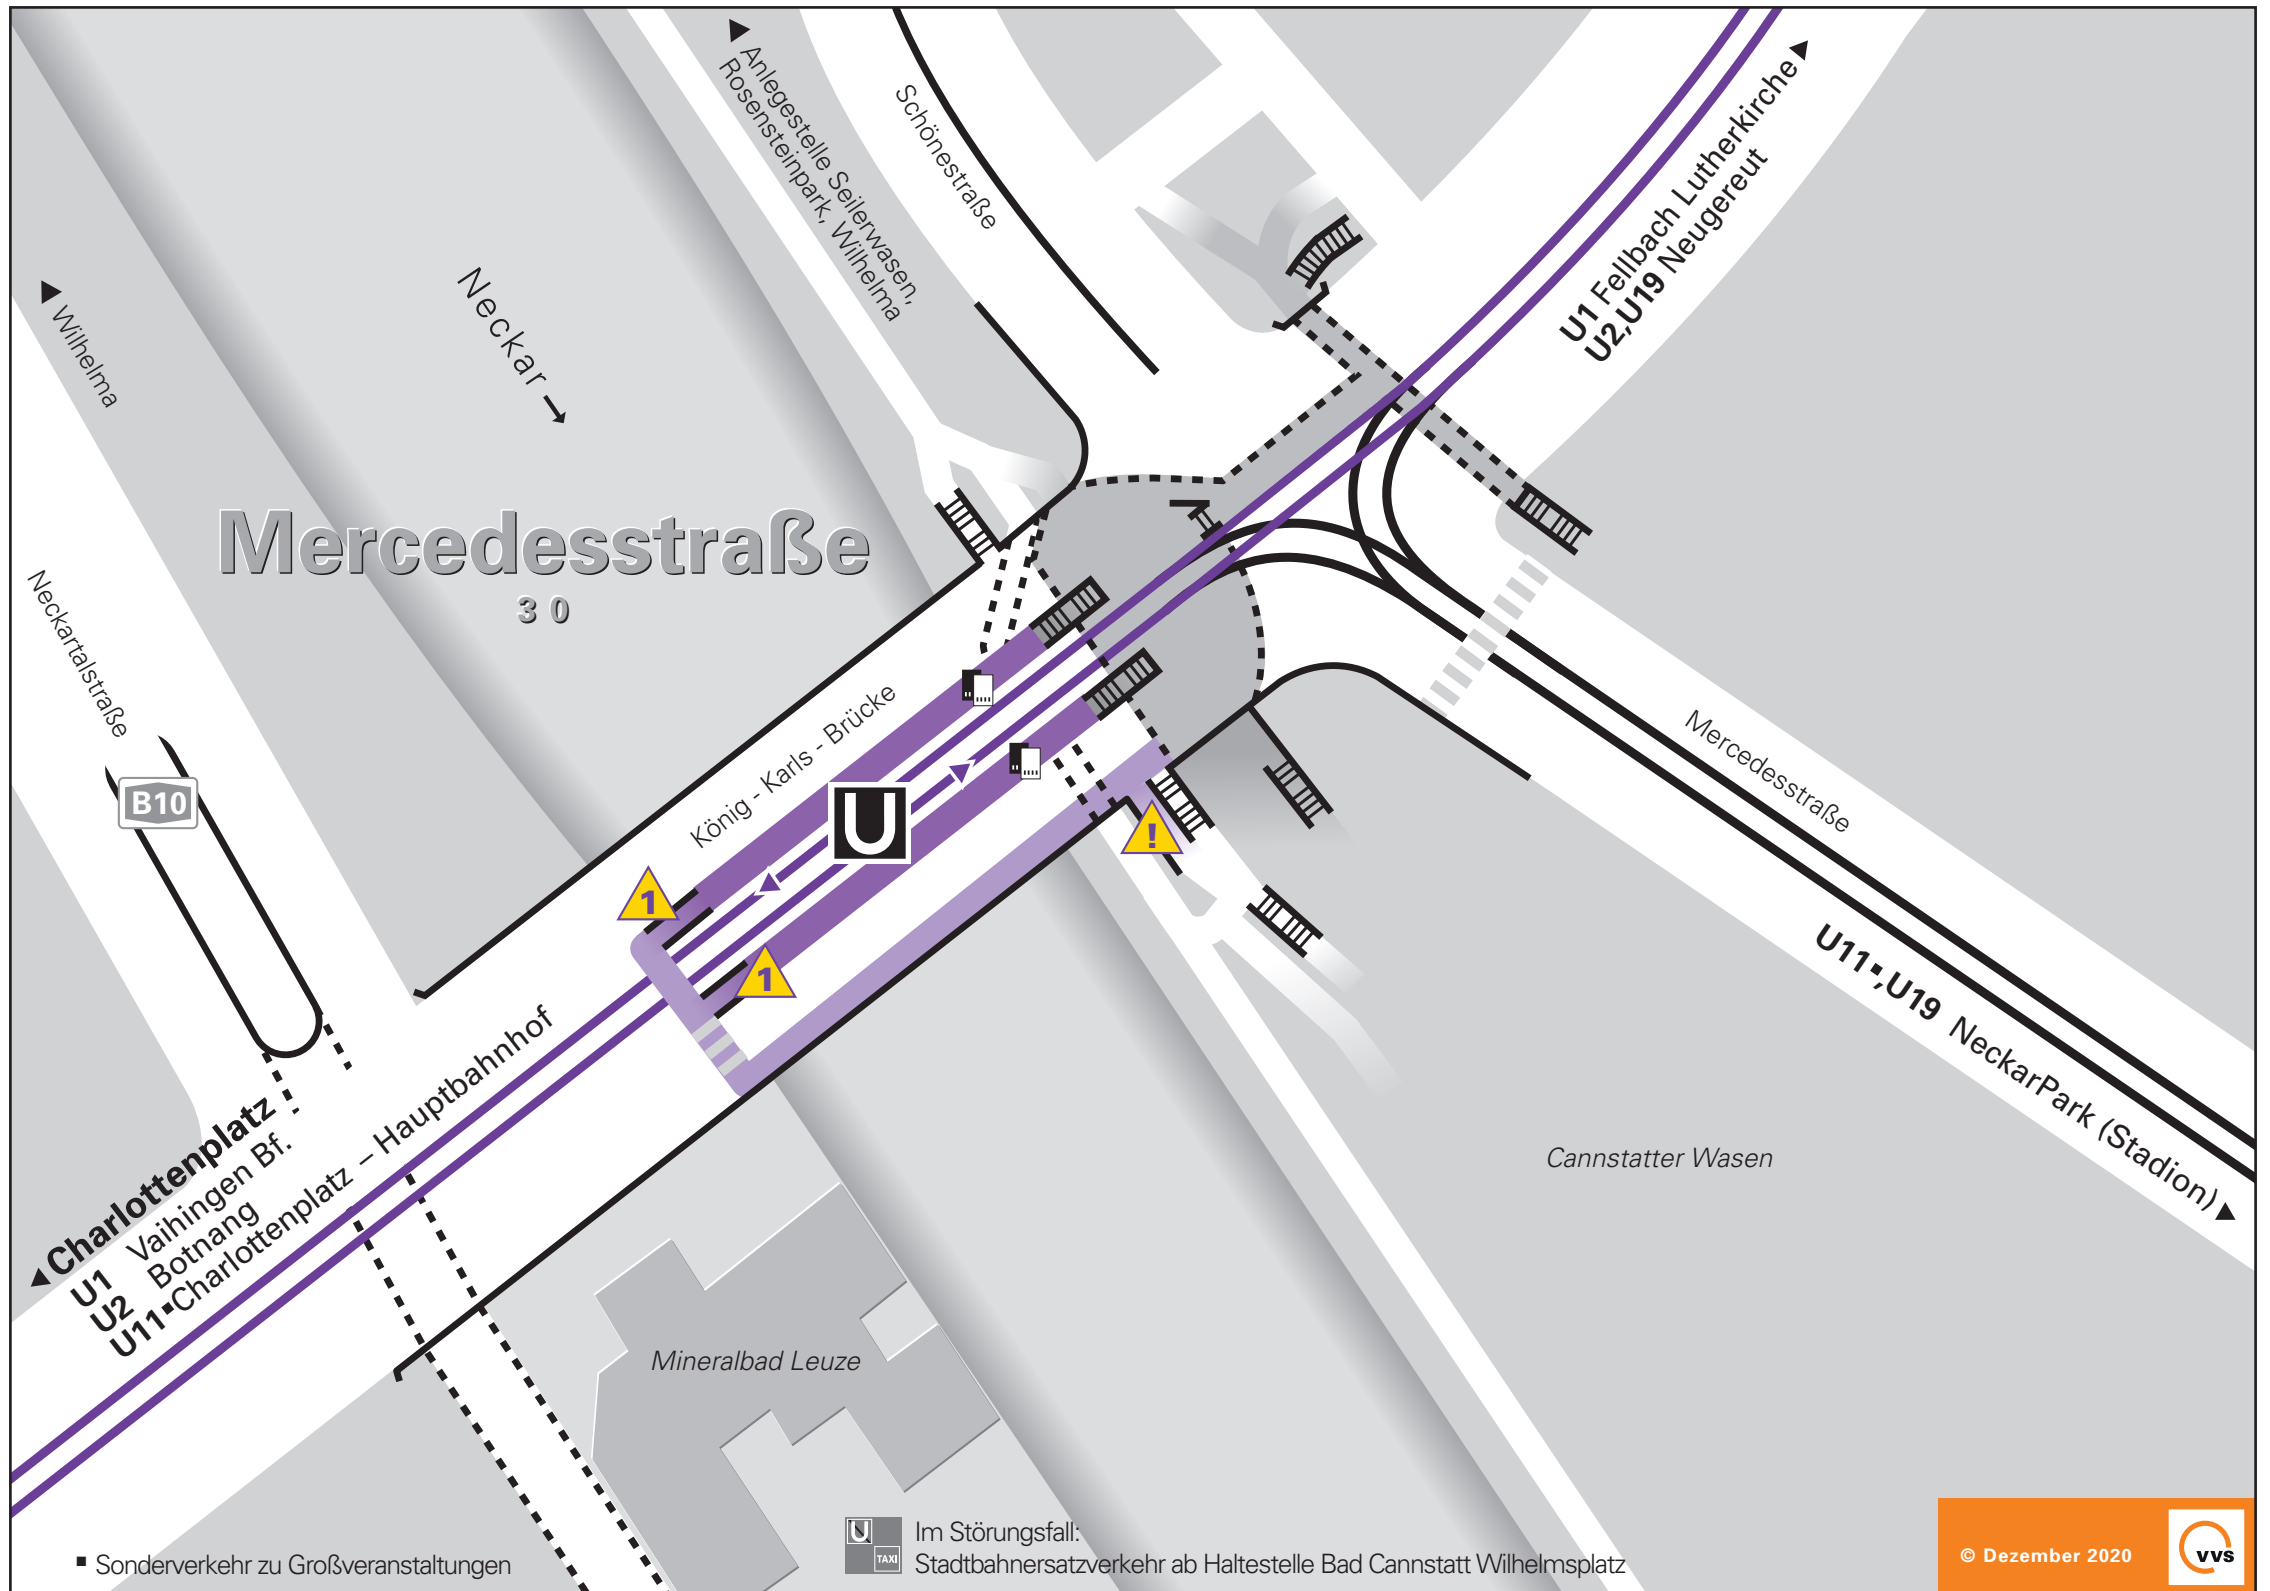 Anlegestelle Seilerwasen,
Rosensteinpark, Wilhelma
Schönestraße
U1 Fellbach Lutherkirche
U2,U19 Neugereut
Wilhelma
Neckar
Mercedesstraße
30
Neckartalstraße
B10
König - Karls - Brücke
U
1
1
!
Mercedesstraße
U11▪,U19 NeckarPark (Stadion)
Charlottenplatz
U1 Vaihingen Bf.
U2 Botnang
U11▪Charlottenplatz – Hauptbahnhof
Cannstatter Wasen
Mineralbad Leuze
▪ Sonderverkehr zu Großveranstaltungen
U
TAXI
Im Störungsfall:
Stadtbahnersatzverkehr ab Haltestelle Bad Cannstatt Wilhelmsplatz
© Dezember 2020
vvs